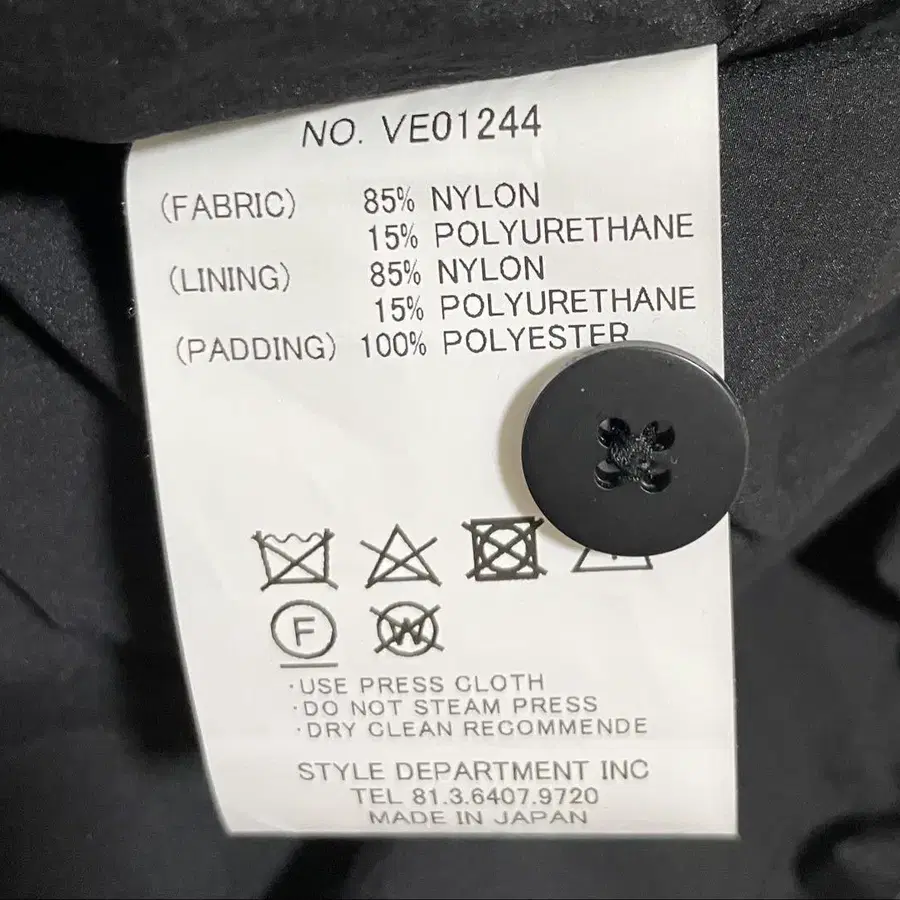 NO. VE01244
(FABRIC) 85% NYLON
15% POLYURETHANE
(LINING) 85% NYLON
15% POLYURETHANE
(PADDING) 100% POLYESTER
F W
·USE PRESS CLOTH
·DO NOT STEAM PRESS
·DRY CLEAN RECOMMENDE
STYLE DEPARTMENT INC
TEL 81.3.6407.9720
MADE IN JAPAN